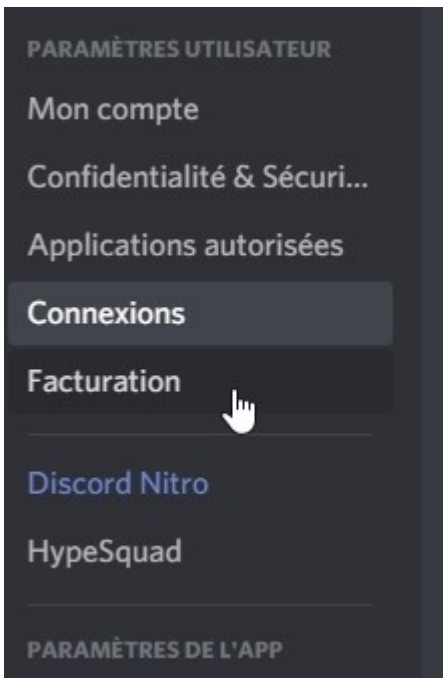 PARAMÈTRES UTILISATEUR
Mon compte
Confidentialité & Sécuri...
Applications autorisées
Connexions
Facturation
Discord Nitro
HypeSquad
PARAMÈTRES DE L'APP